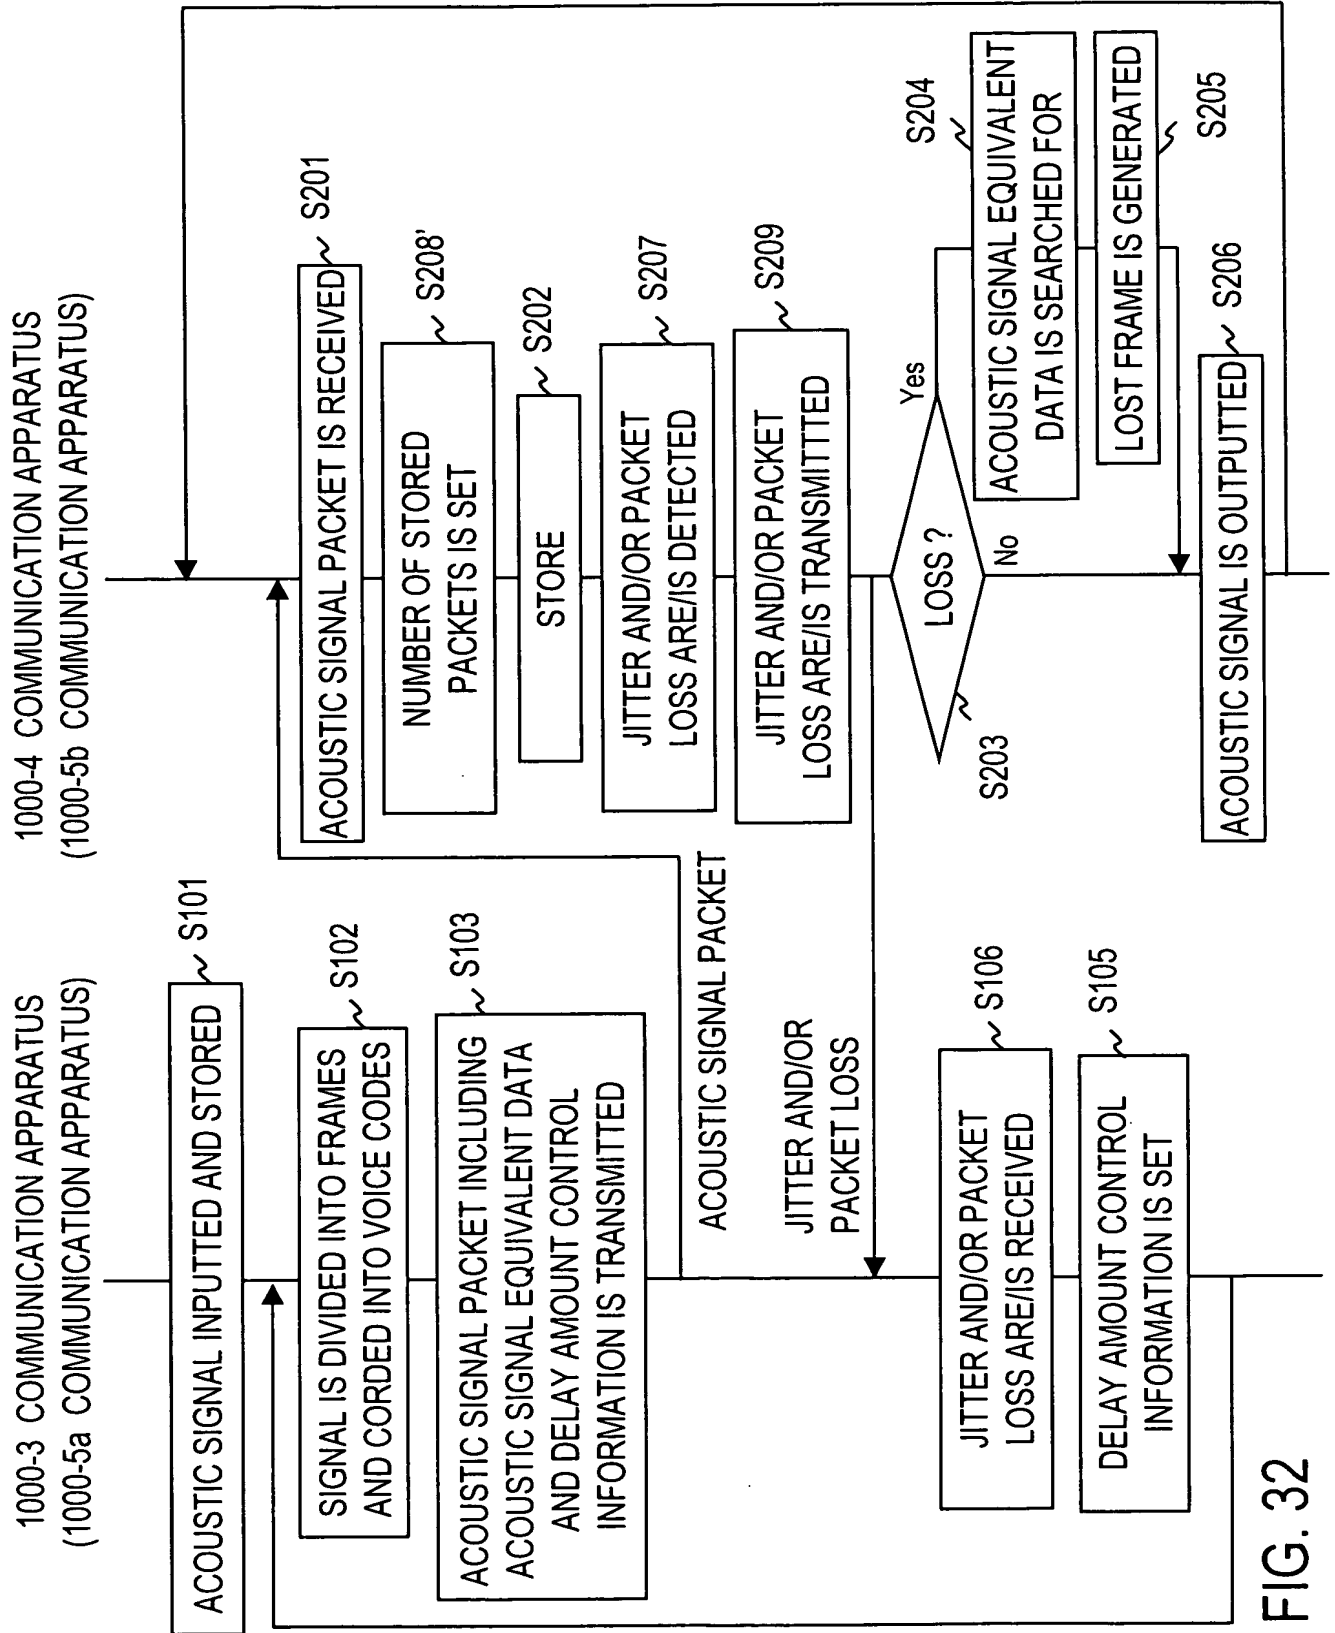 1000-3 COMMUNICATION APPARATUS
(1000-5a COMMUNICATION APPARATUS)
ACOUSTIC SIGNAL INPUTTED AND STORED
S101
SIGNAL IS DIVIDED INTO FRAMES
AND CORDED INTO VOICE CODES
S102
ACOUSTIC SIGNAL PACKET INCLUDING
ACOUSTIC SIGNAL EQUIVALENT DATA
AND DELAY AMOUNT CONTROL
INFORMATION IS TRANSMITTED
S103
ACOUSTIC SIGNAL PACKET
JITTER AND/OR
PACKET LOSS
JITTER AND/OR PACKET
LOSS ARE/IS RECEIVED
S106
DELAY AMOUNT CONTROL
INFORMATION IS SET
S105
1000-4 COMMUNICATION APPARATUS
(1000-5b COMMUNICATION APPARATUS)
ACOUSTIC SIGNAL PACKET IS RECEIVED
S201
NUMBER OF STORED
PACKETS IS SET
S208'
STORE
S202
JITTER AND/OR PACKET
LOSS ARE/IS DETECTED
S207
JITTER AND/OR PACKET
LOSS ARE/IS TRANSMITTTED
S209
LOSS ?
S203
Yes
No
ACOUSTIC SIGNAL EQUIVALENT
DATA IS SEARCHED FOR
S204
LOST FRAME IS GENERATED
S205
ACOUSTIC SIGNAL IS OUTPUTTED
S206
FIG. 32